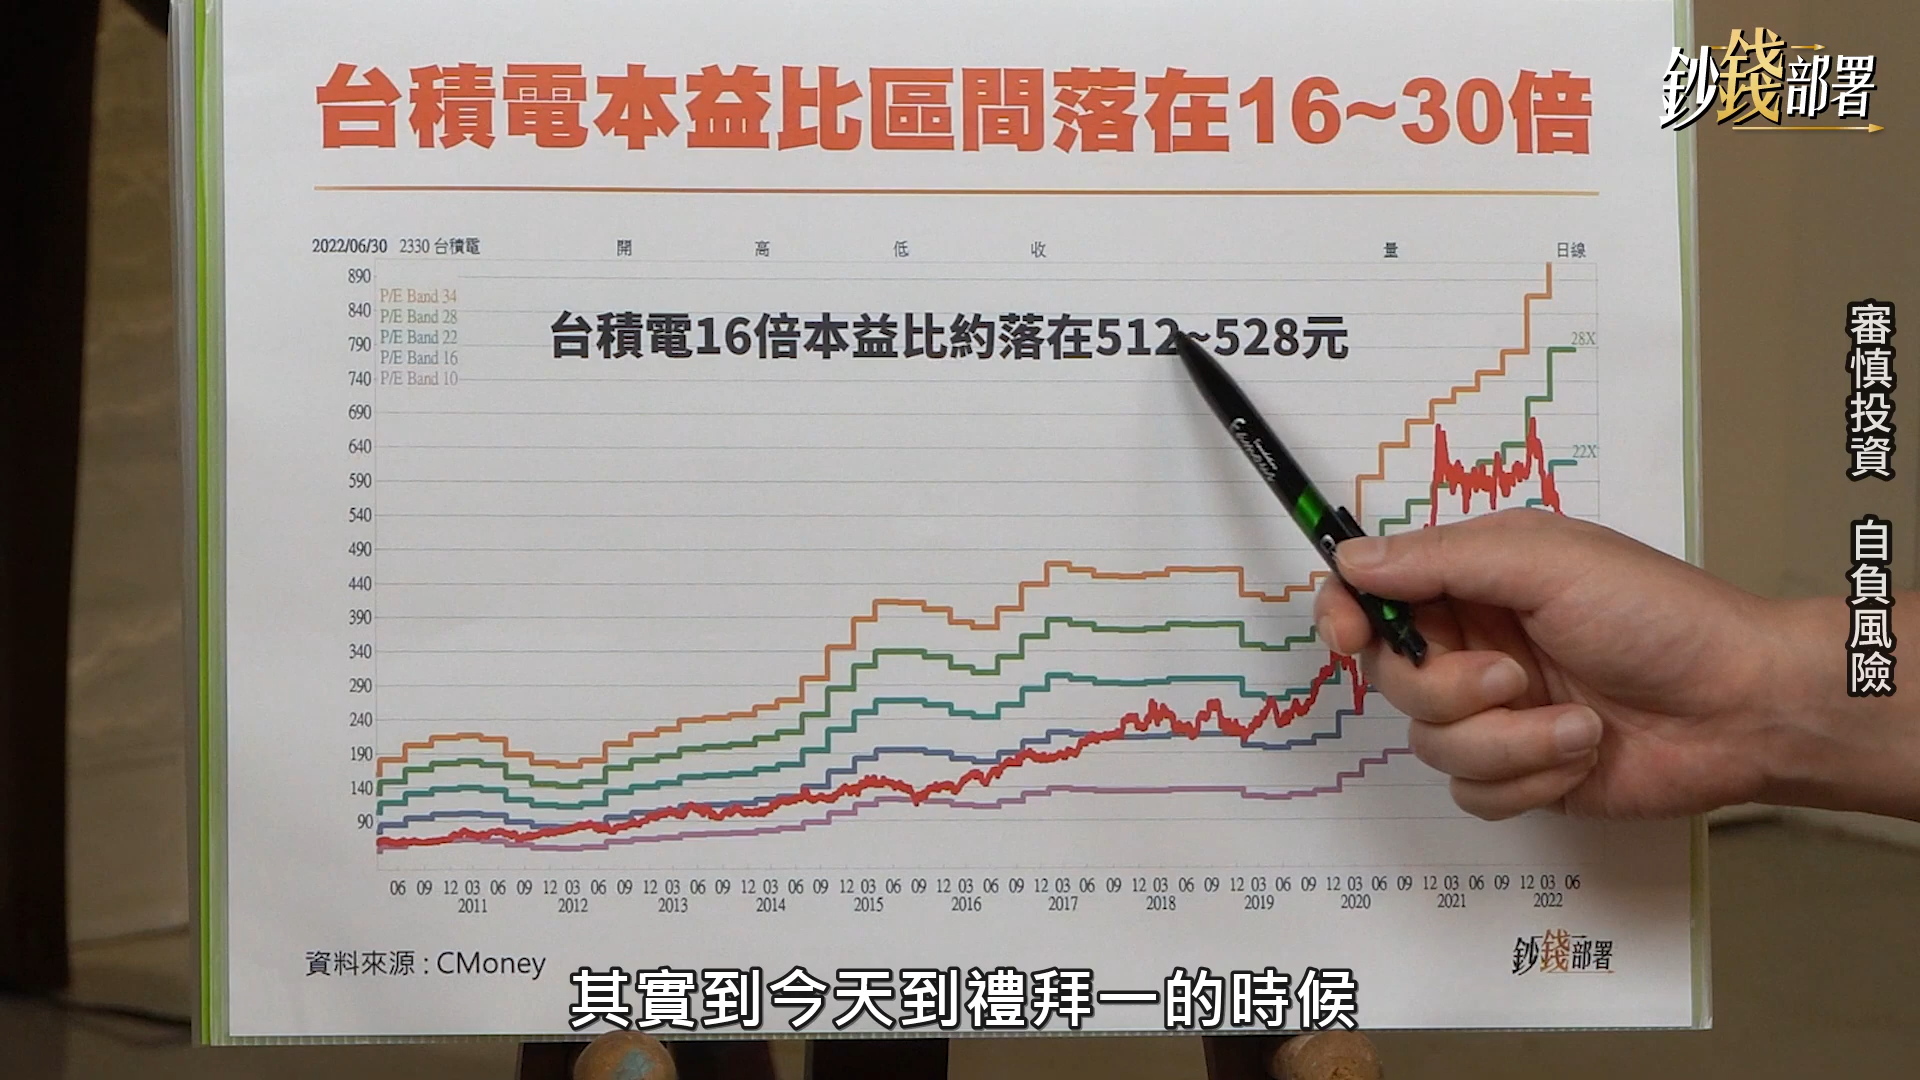 台積電本益比區間落在16~30倍
鈔錢部署
2022/06/30 2330 台積電 開 高 低 收 量 日線
890
840
790
740
690
640
590
540
490
440
390
340
290
240
190
140
90
P/E Band 34
P/E Band 28
P/E Band 22
P/E Band 16
P/E Band 10
台積電16倍本益比約落在512~528元
28X
22X
審慎投資 自負風險
06 09 12 03 06 09 12 03 06 09 12 03 06 09 12 03 06 09 12 03 06 09 12 03 06 09 12 03 06 09 12 03 06 09 12 03 06 09 12 03 06 09 12 03 06 09 12 03 06
2011 2012 2013 2014 2015 2016 2017 2018 2019 2020 2021 2022
資料來源 : CMoney
鈔錢部署
其實到今天到禮拜一的時候